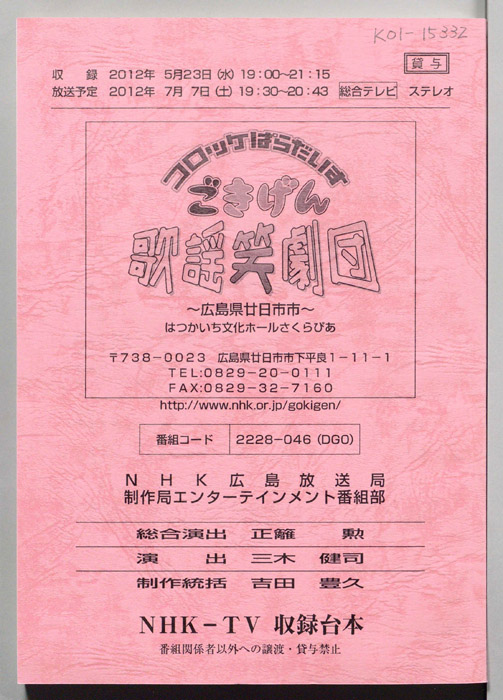 K01-15332
貸与
収　録　2012年　5月23日(水) 19:00〜21:15
放送予定　2012年　7月 7日(土) 19:30〜20:43　総合テレビ　ステレオ
コロッケぱらだいす
ごきげん
歌謡笑劇団
〜広島県廿日市市〜
はつかいち文化ホールさくらぴあ
〒738-0023　広島県廿日市市下平良1-11-1
TEL:0829-20-0111
FAX:0829-32-7160
http://www.nhk.or.jp/gokigen/
番組コード　2228-046 (DG0)
NHK広島放送局
制作局エンターテインメント番組部
総合演出　正籬　勲
演　出　三木　健司
制作統括　吉田　豊久
NHK-TV 収録台本
番組関係者以外への譲渡・貸与禁止